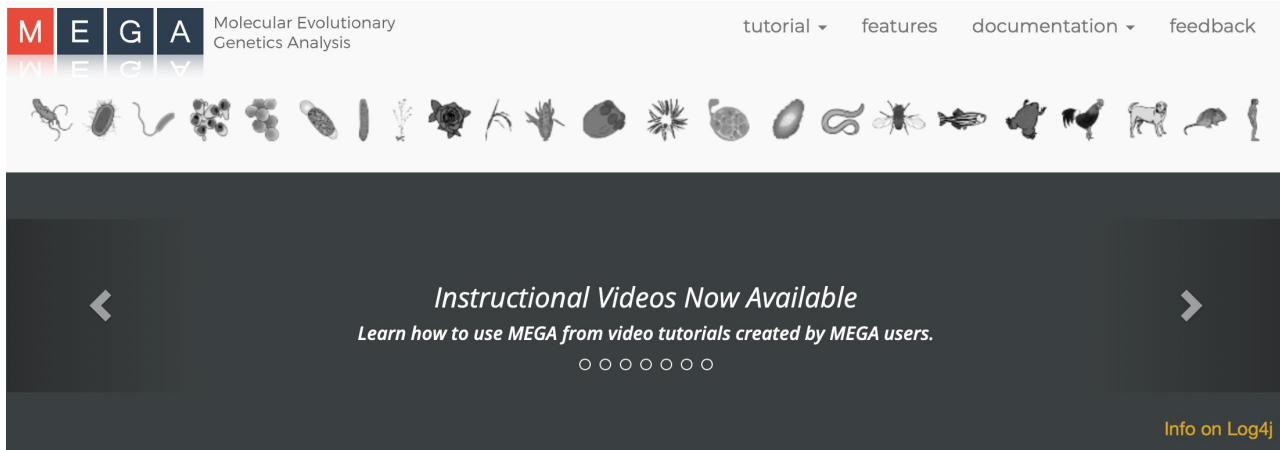 MEGA
Molecular Evolutionary
Genetics Analysis
tutorial
features
documentation
feedback
Instructional Videos Now Available
Learn how to use MEGA from video tutorials created by MEGA users.
Info on Log4j